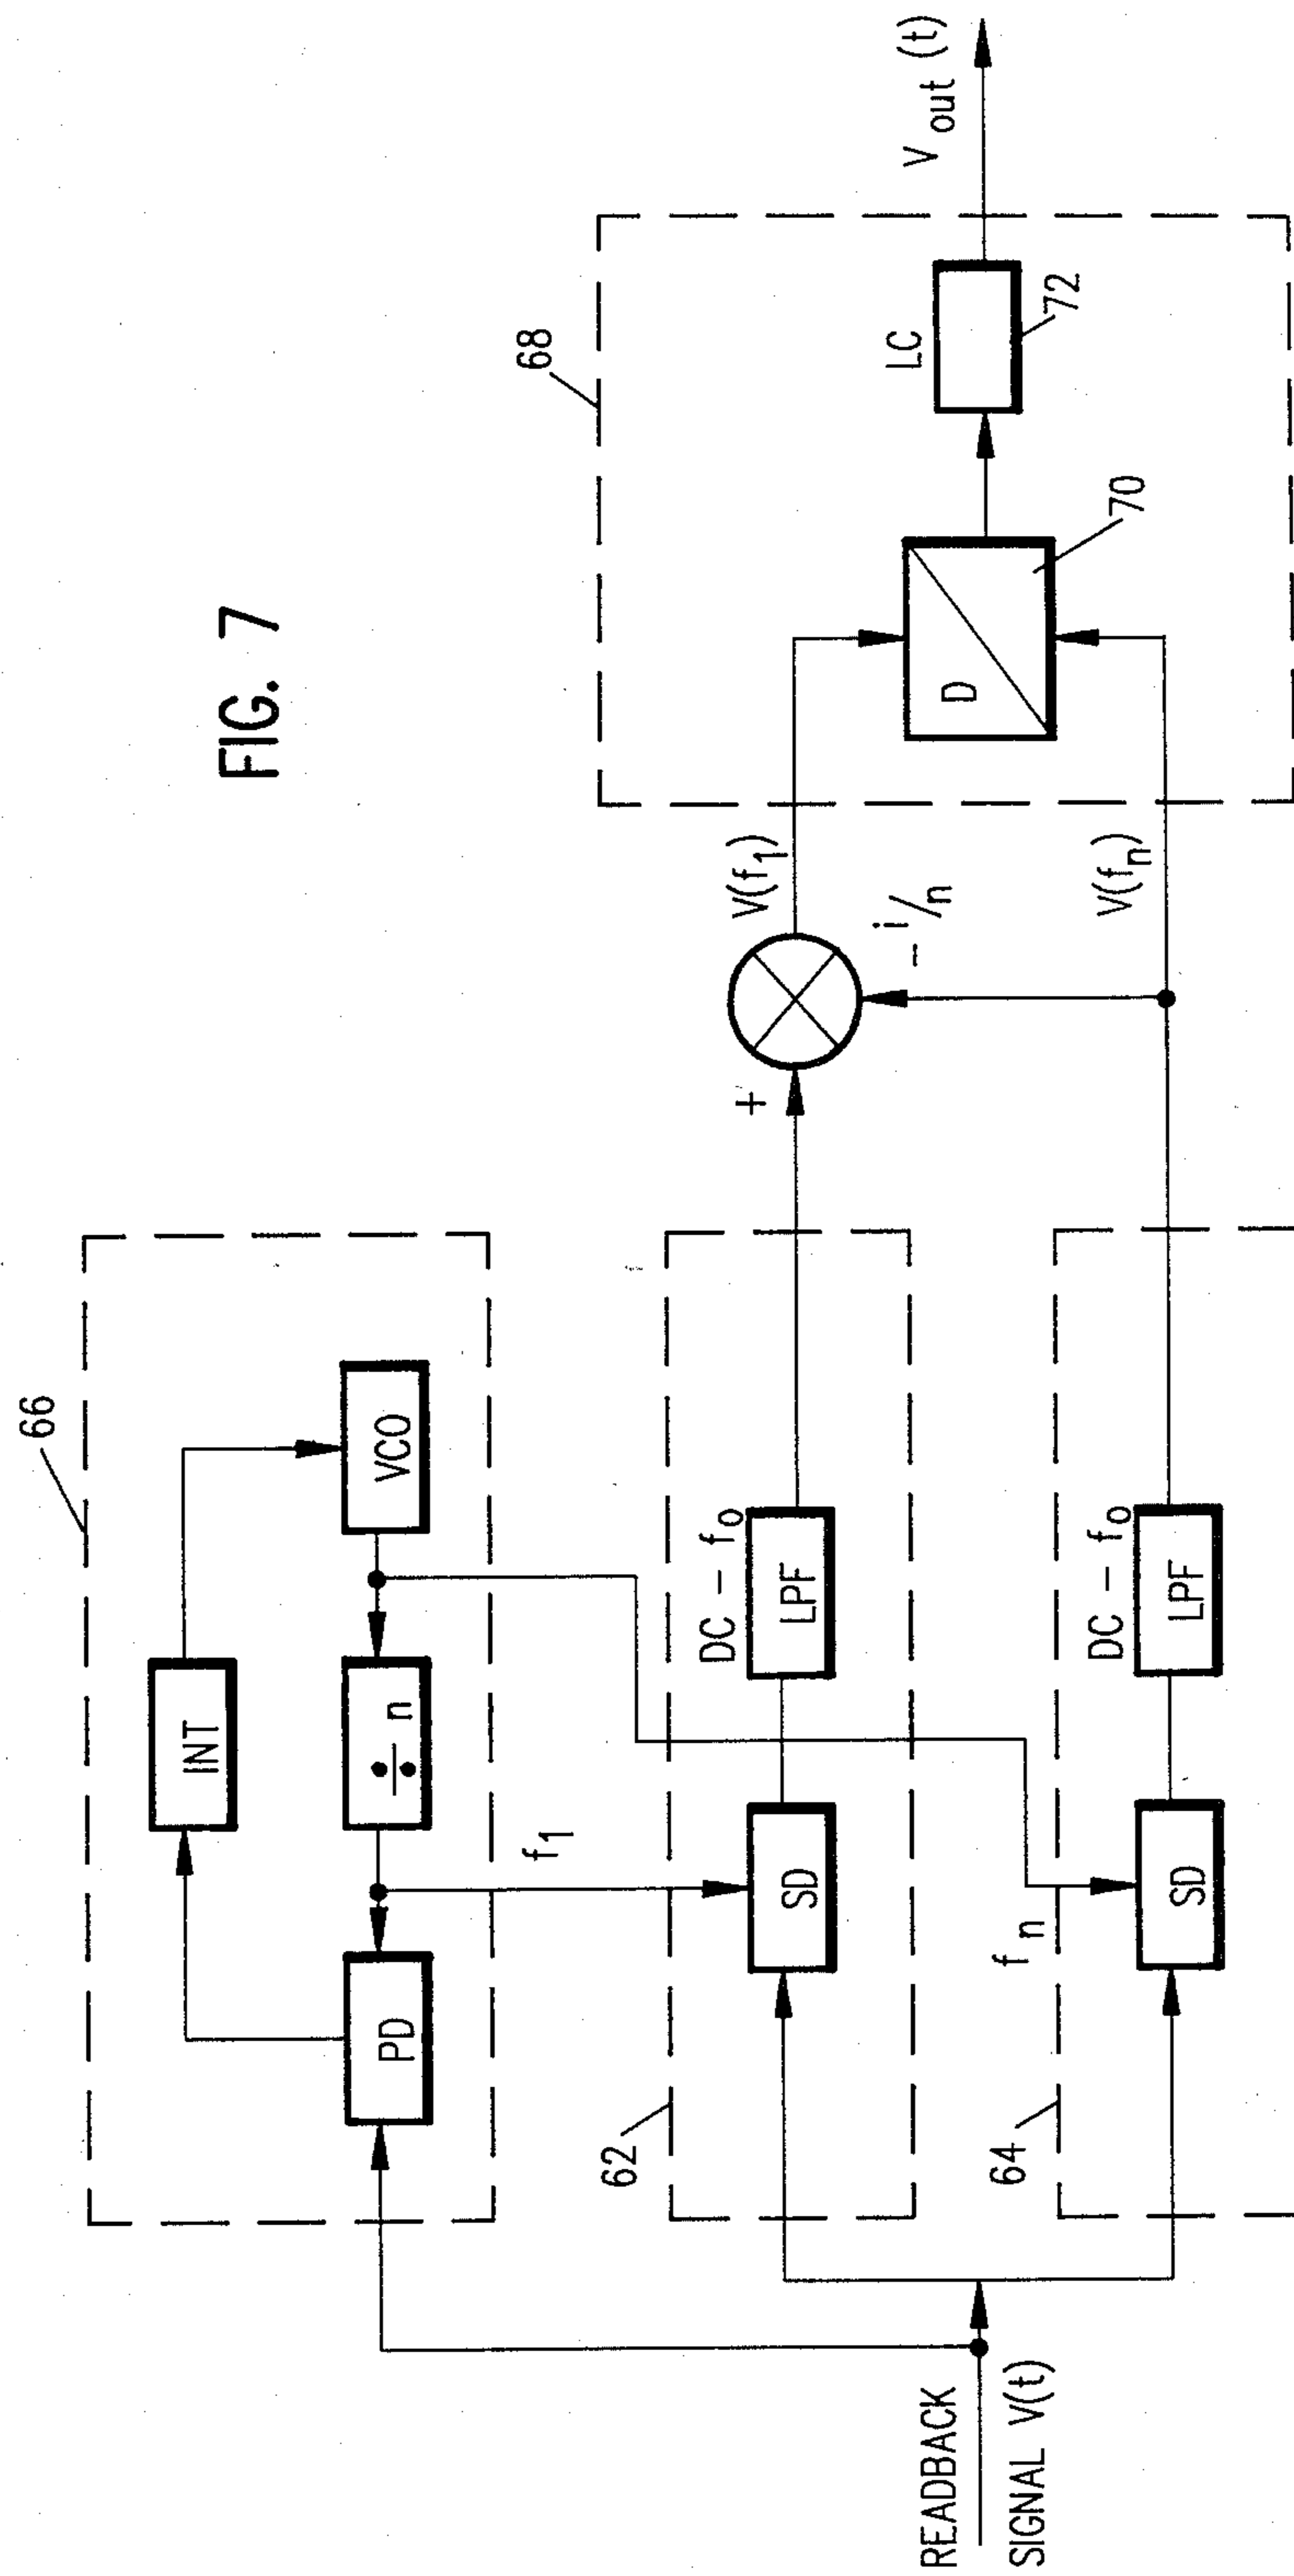 FIG. 7
66
INT
PD
÷ n
VCO
f1
62
SD
DC – fo
LPF
+
V(f1)
– i/n
68
D
70
LC
72
Vout (t)
READBACK
SIGNAL V(t)
64
fn
SD
DC – fo
LPF
V(fn)